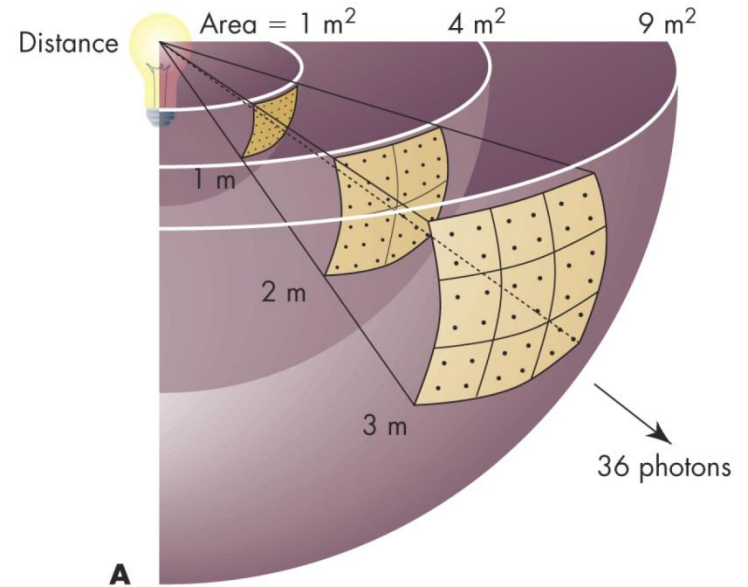 Distance
Area = 1 m²
4 m²
9 m²
1 m
2 m
3 m
36 photons
A